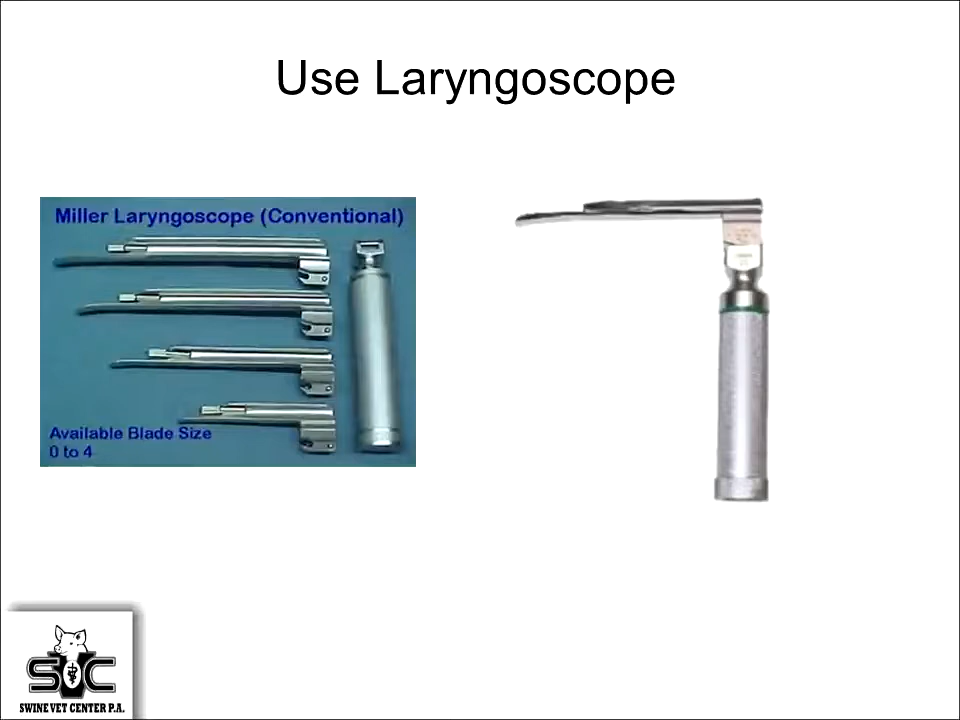 Use Laryngoscope
Miller Laryngoscope (Conventional)
Available Blade Size
0 to 4
SVC
SWINE VET CENTER P.A.